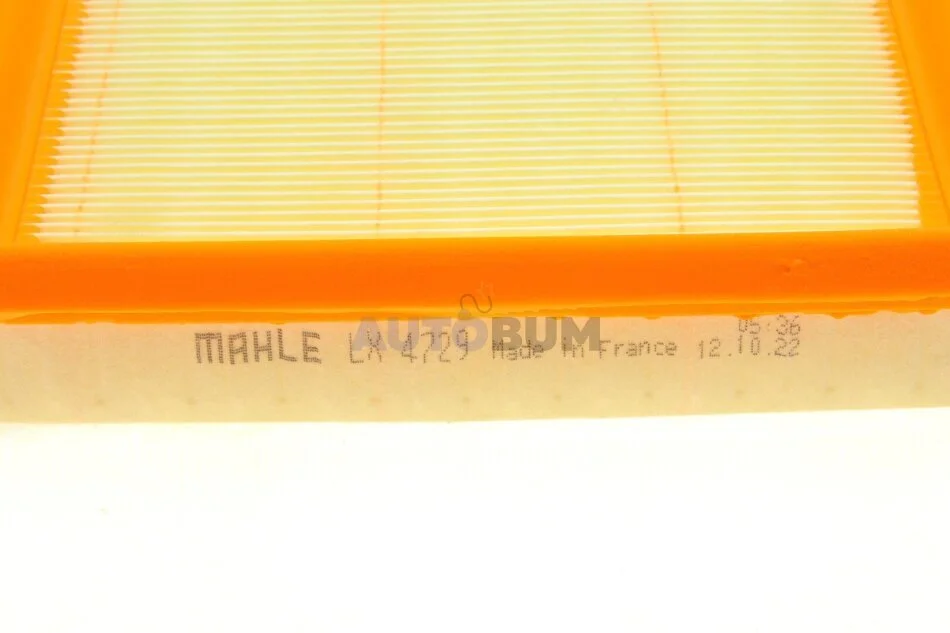 05:36
MAHLE LX 4729 Made in France 12.10.22
AUTOBUM